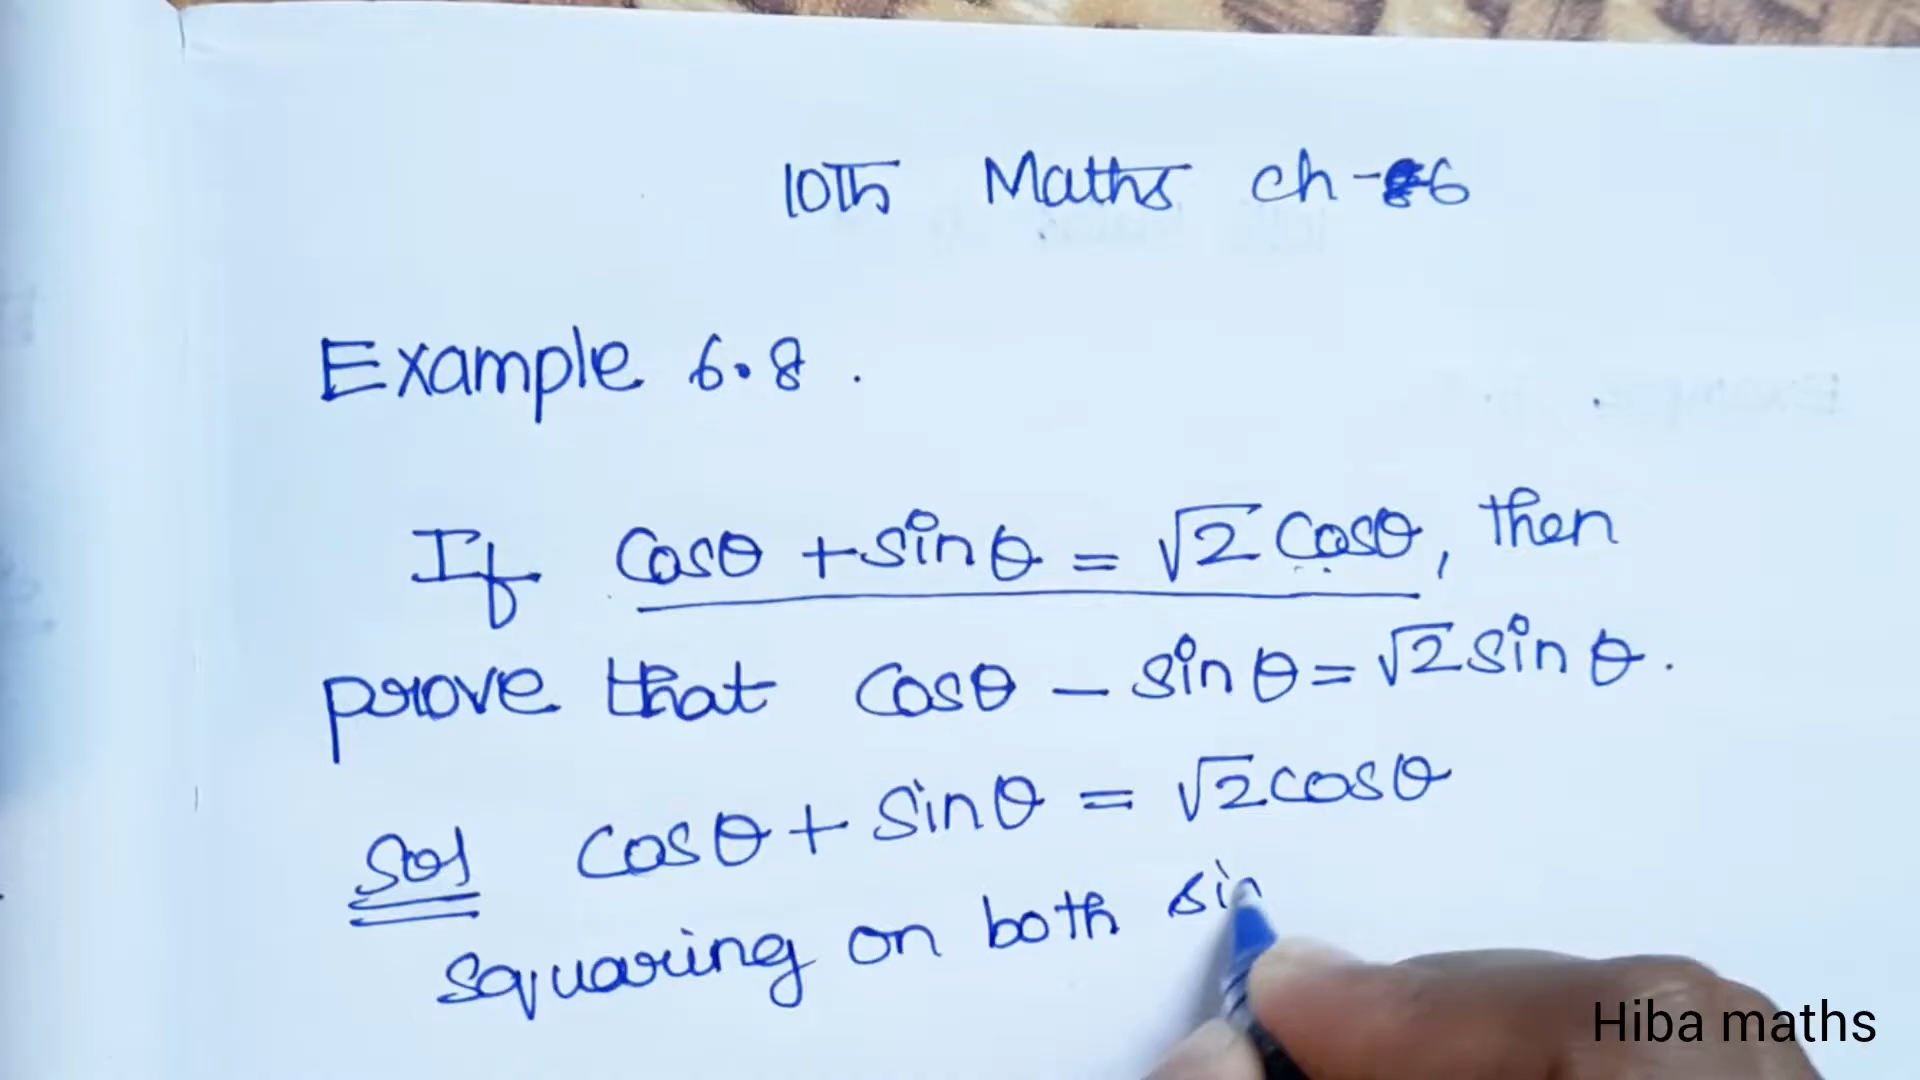 10th Maths ch-6
Example 6.8.
If cosθ + sinθ = √2 cosθ, then
prove that cosθ - sinθ = √2 sinθ.
Sol cosθ + sinθ = √2 cosθ
squaring on both
Hiba maths